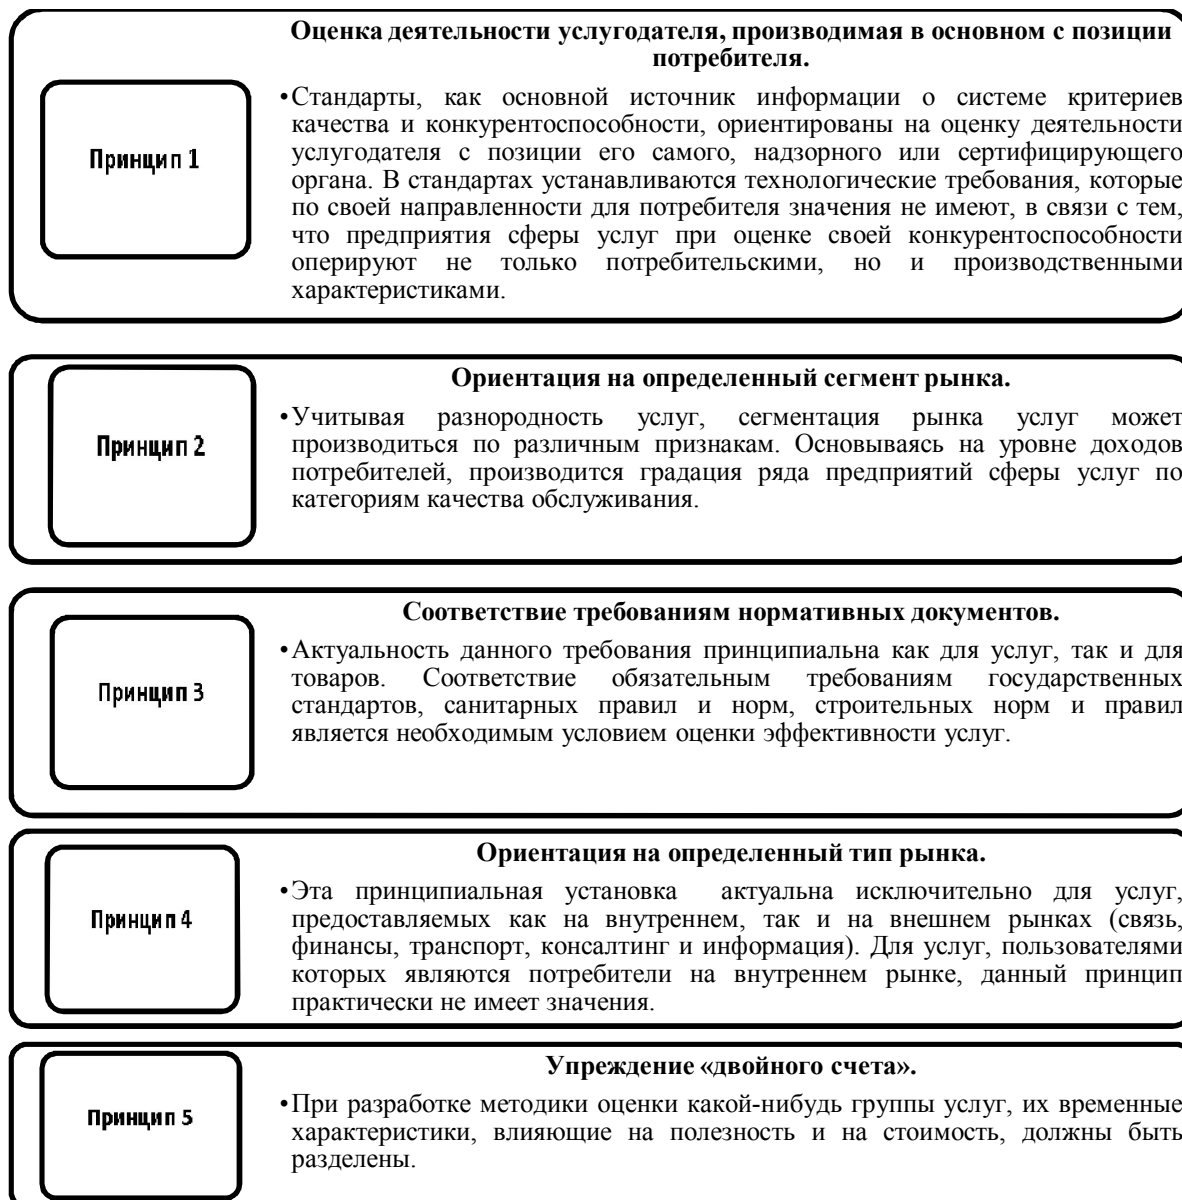 Оценка деятельности услугодателя, производимая в основном с позиции
потребителя.
Принцип 1
•Стандарты, как основной источник информации о системе критериев
качества и конкурентоспособности, ориентированы на оценку деятельности
услугодателя с позиции его самого, надзорного или сертифицирующего
органа. В стандартах устанавливаются технологические требования, которые
по своей направленности для потребителя значения не имеют, в связи с тем,
что предприятия сферы услуг при оценке своей конкурентоспособности
оперируют не только потребительскими, но и производственными
характеристиками.
Ориентация на определенный сегмент рынка.
Принцип 2
•Учитывая разнородность услуг, сегментация рынка услуг может
производиться по различным признакам. Основываясь на уровне доходов
потребителей, производится градация ряда предприятий сферы услуг по
категориям качества обслуживания.
Соответствие требованиям нормативных документов.
Принцип 3
•Актуальность данного требования принципиальна как для услуг, так и для
товаров. Соответствие обязательным требованиям государственных
стандартов, санитарных правил и норм, строительных норм и правил
является необходимым условием оценки эффективности услуг.
Ориентация на определенный тип рынка.
Принцип 4
•Эта принципиальная установка актуальна исключительно для услуг,
предоставляемых как на внутреннем, так и на внешнем рынках (связь,
финансы, транспорт, консалтинг и информация). Для услуг, пользователями
которых являются потребители на внутреннем рынке, данный принцип
практически не имеет значения.
Упреждение «двойного счета».
Принцип 5
•При разработке методики оценки какой-нибудь группы услуг, их временные
характеристики, влияющие на полезность и на стоимость, должны быть
разделены.